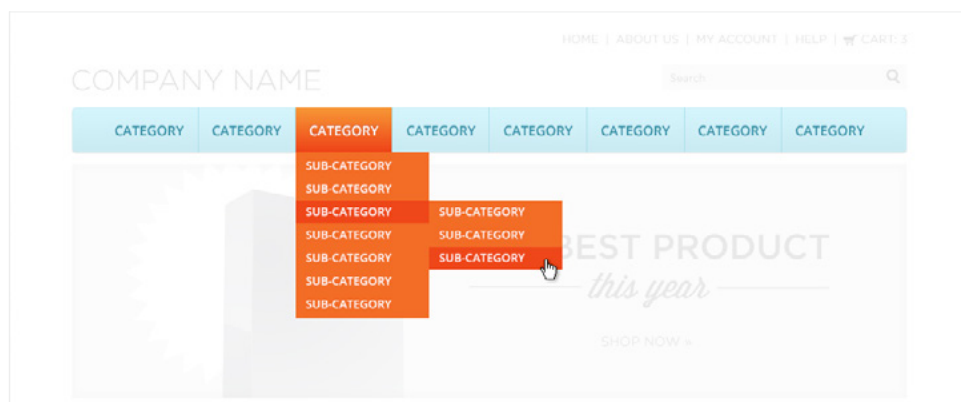 HOME | ABOUT US | MY ACCOUNT | HELP | CART: 3
COMPANY NAME
Search
CATEGORY CATEGORY CATEGORY CATEGORY CATEGORY CATEGORY CATEGORY CATEGORY
SUB-CATEGORY
SUB-CATEGORY
SUB-CATEGORY SUB-CATEGORY
SUB-CATEGORY SUB-CATEGORY
SUB-CATEGORY SUB-CATEGORY
SUB-CATEGORY
SUB-CATEGORY
BEST PRODUCT
this year
SHOP NOW »